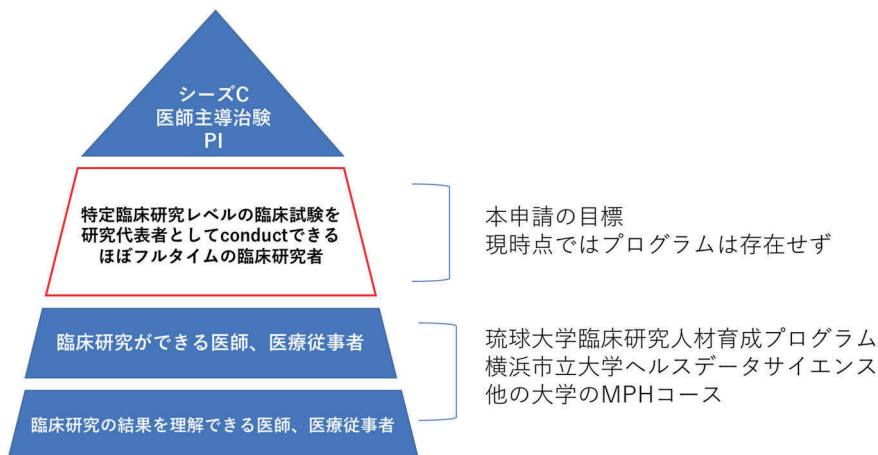 シーズC
医師主導治験
PI
特定臨床研究レベルの臨床試験を
研究代表者としてconductできる
ほぼフルタイムの臨床研究者
本申請の目標
現時点ではプログラムは存在せず
臨床研究ができる医師、医療従事者
臨床研究の結果を理解できる医師、医療従事者
琉球大学臨床研究人材育成プログラム
横浜市立大学ヘルスデータサイエンス
他の大学のMPHコース